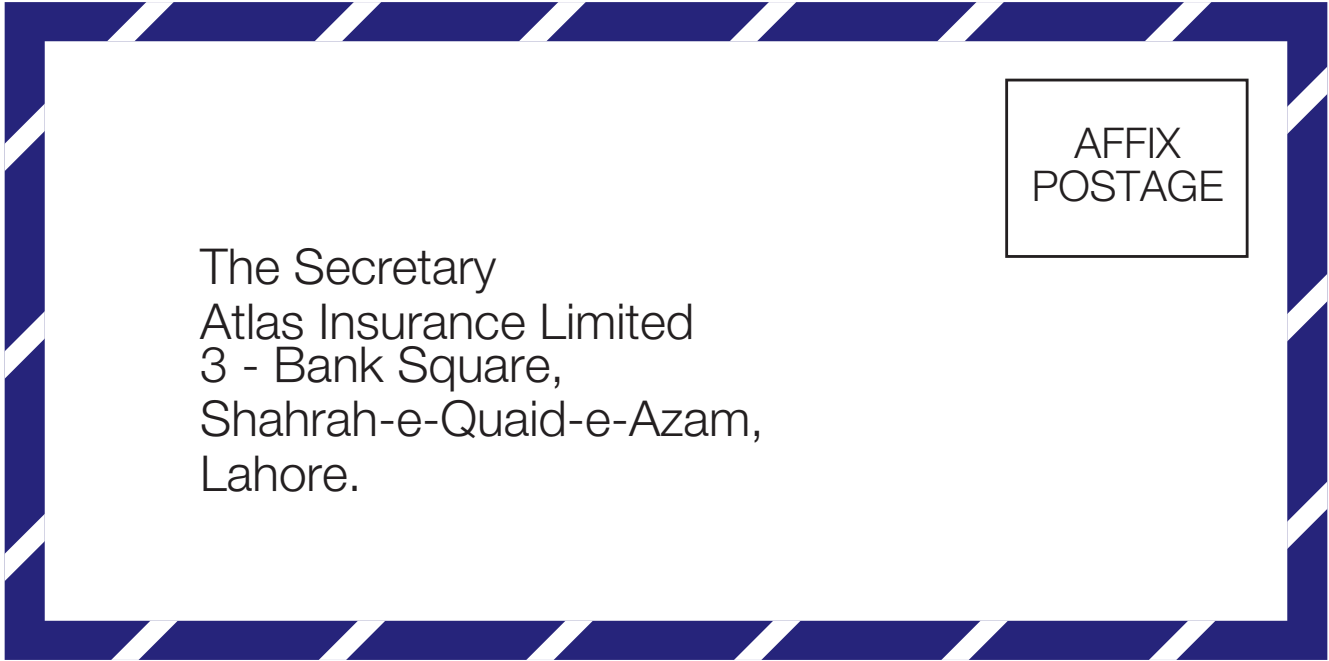 AFFIX
POSTAGE
The Secretary
Atlas Insurance Limited
3 - Bank Square,
Shahrah-e-Quaid-e-Azam,
Lahore.